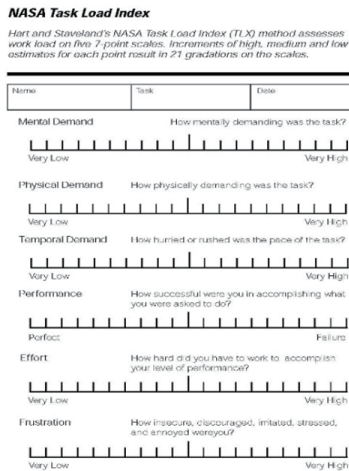 NASA Task Load Index
Hart and Staveland's NASA Task Load Index (TLX) method assesses
work load on five 7-point scales. Increments of high, medium and low
estimates for each point result in 21 gradations on the scales.
Name Task Date
Mental Demand How mentally demanding was the task?
Very Low Very High
Physical Demand How physically demanding was the task?
Very Low Very High
Temporal Demand How hurried or rushed was the pace of the task?
Very Low Very High
Performance How successful were you in accomplishing what
you were asked to do?
Perfect Failure
Effort How hard did you have to work to accomplish
your level of performance?
Very Low Very High
Frustration How insecure, discouraged, irritated, stressed,
and annoyed wereyou?
Very Low Very High